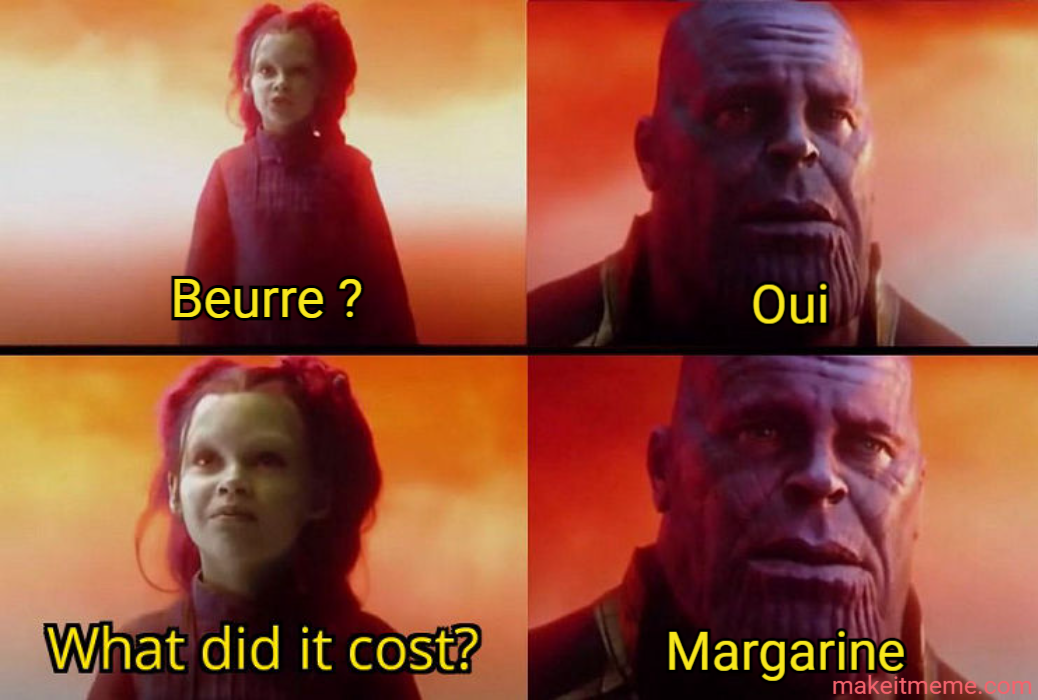 Beurre ?
Oui
What did it cost?
Margarine
makeitmeme.com